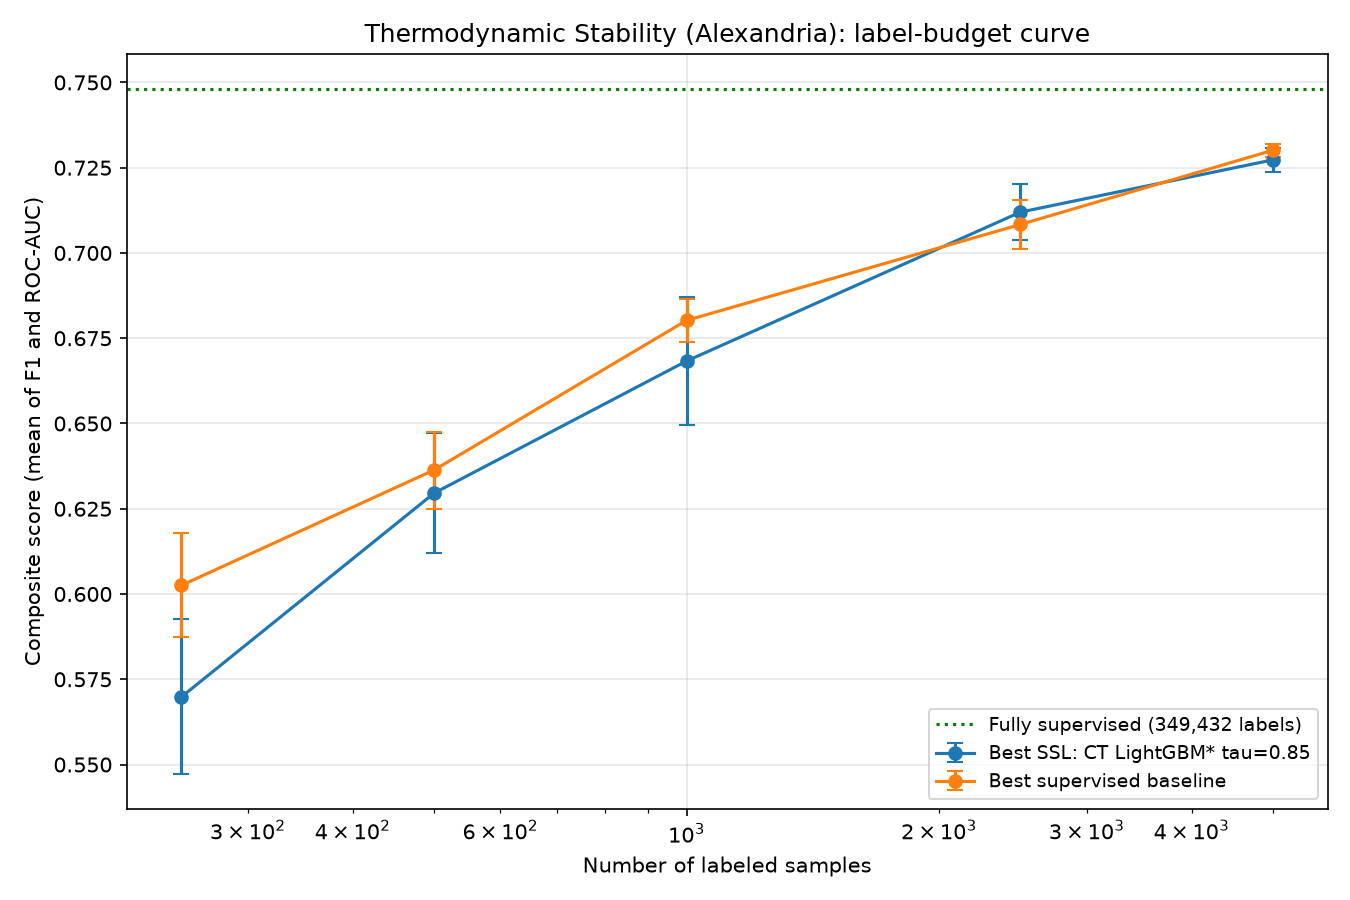 Thermodynamic Stability (Alexandria): label-budget curve
Composite score (mean of F1 and ROC-AUC)
0.750
0.725
0.700
0.675
0.650
0.625
0.600
0.575
0.550
Fully supervised (349,432 labels)
Best SSL: CT LightGBM* tau=0.85
Best supervised baseline
3 × 10² 4 × 10² 6 × 10² 10³ 2 × 10³ 3 × 10³ 4 × 10³
Number of labeled samples